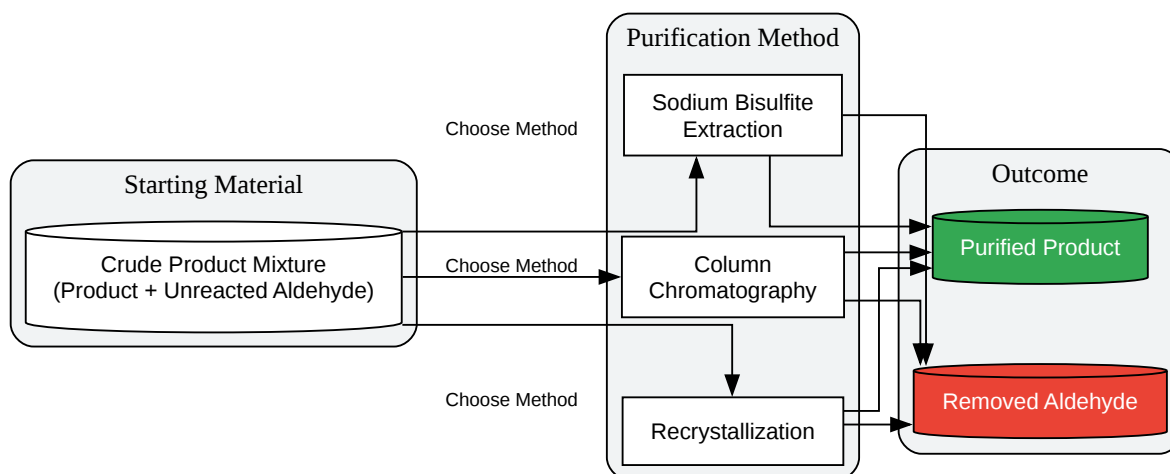 Starting Material
Crude Product Mixture
(Product + Unreacted Aldehyde)
Choose Method
Choose Method
Choose Method
Purification Method
Sodium Bisulfite
Extraction
Column
Chromatography
Recrystallization
Outcome
Purified Product
Removed Aldehyde